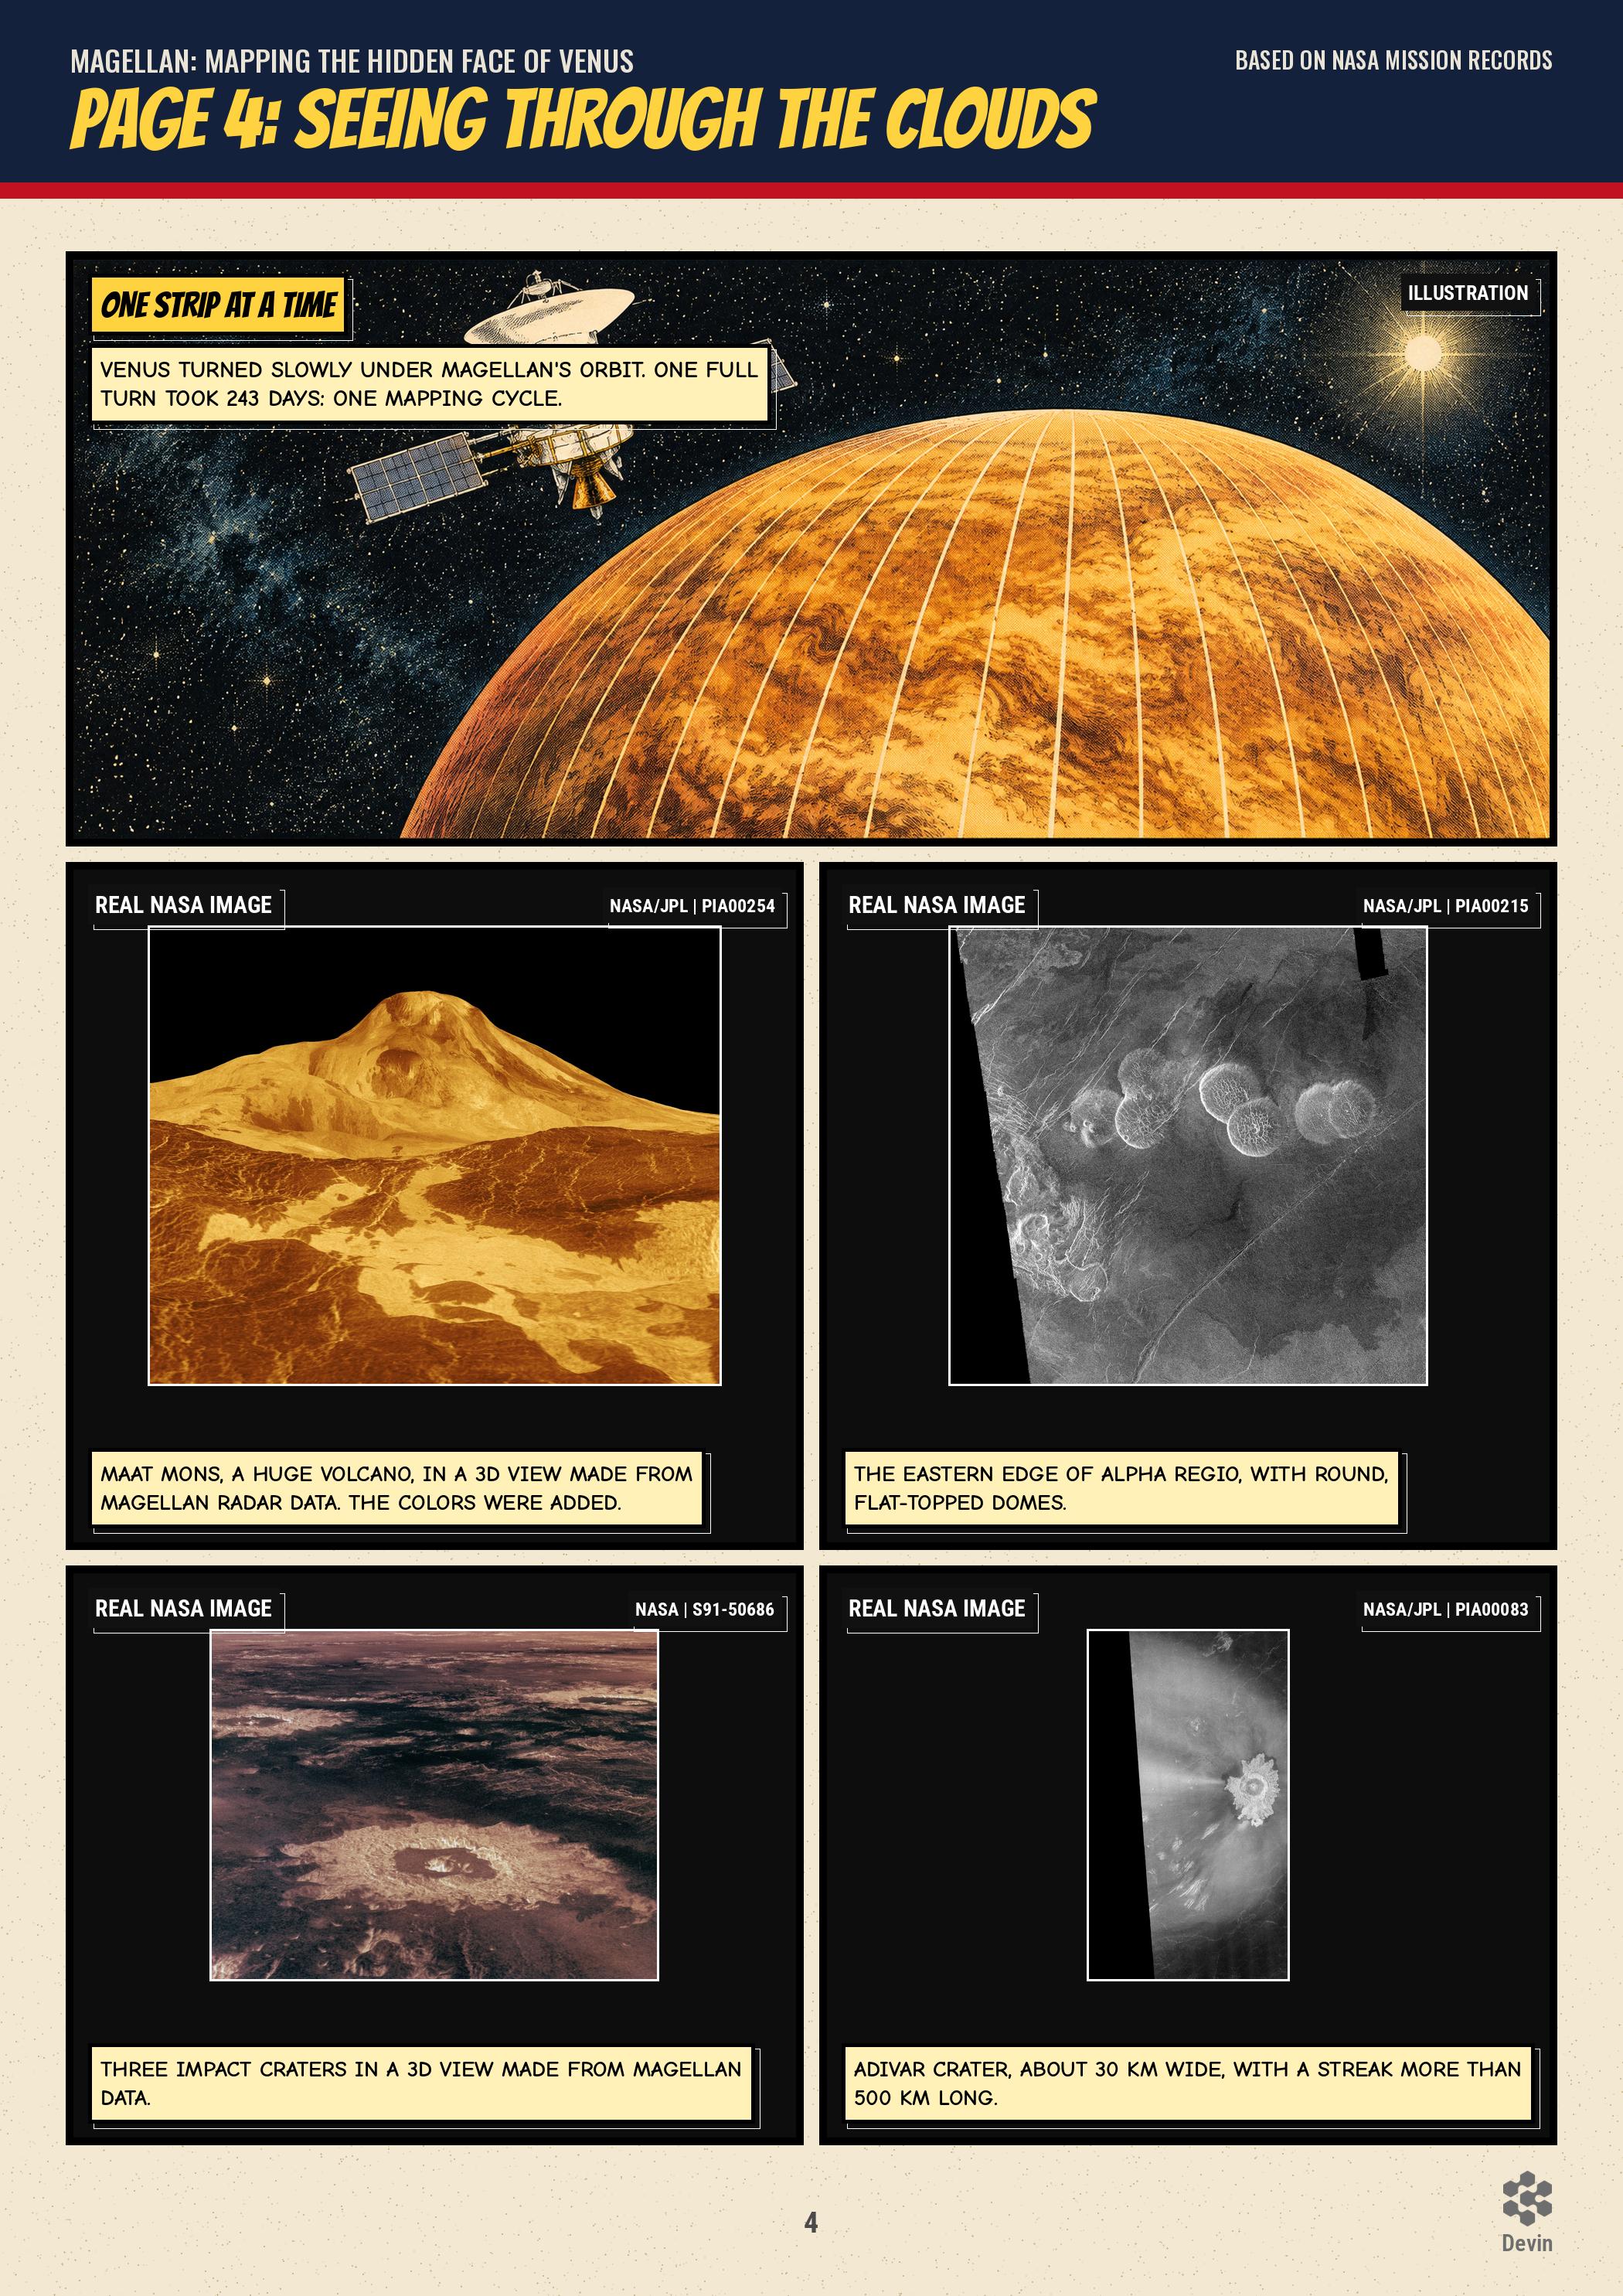 MAGELLAN: MAPPING THE HIDDEN FACE OF VENUS
BASED ON NASA MISSION RECORDS
PAGE 4: SEEING THROUGH THE CLOUDS
ONE STRIP AT A TIME
ILLUSTRATION
VENUS TURNED SLOWLY UNDER MAGELLAN'S ORBIT. ONE FULL
TURN TOOK 243 DAYS: ONE MAPPING CYCLE.
REAL NASA IMAGE
NASA/JPL | PIA00254
MAAT MONS, A HUGE VOLCANO, IN A 3D VIEW MADE FROM
MAGELLAN RADAR DATA. THE COLORS WERE ADDED.
REAL NASA IMAGE
NASA/JPL | PIA00215
THE EASTERN EDGE OF ALPHA REGIO, WITH ROUND,
FLAT-TOPPED DOMES.
REAL NASA IMAGE
NASA | S91-50686
THREE IMPACT CRATERS IN A 3D VIEW MADE FROM MAGELLAN
DATA.
REAL NASA IMAGE
NASA/JPL | PIA00083
ADIVAR CRATER, ABOUT 30 KM WIDE, WITH A STREAK MORE THAN
500 KM LONG.
4
Devin